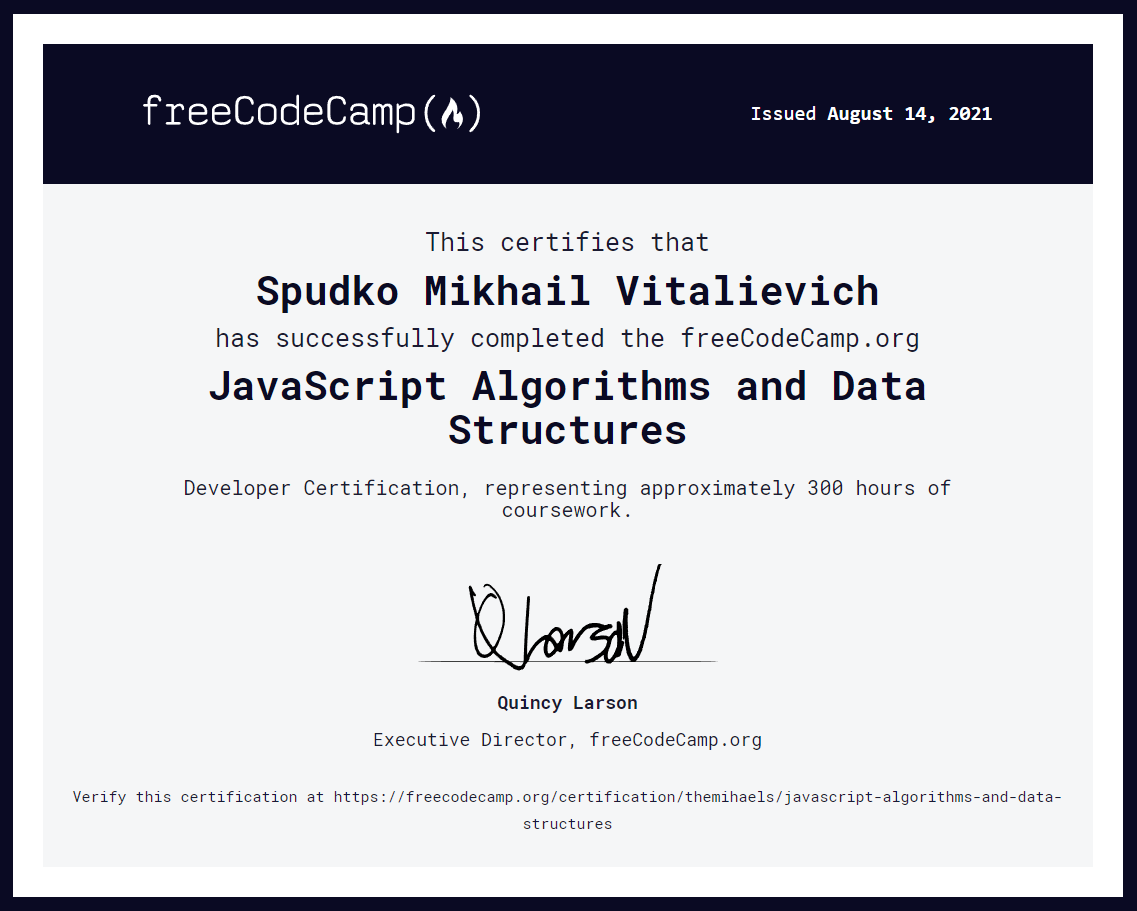 freeCodeCamp(🔥)
Issued August 14, 2021
This certifies that
Spudko Mikhail Vitalievich
has successfully completed the freeCodeCamp.org
JavaScript Algorithms and Data
Structures
Developer Certification, representing approximately 300 hours of
coursework.
Q Larson
Quincy Larson
Executive Director, freeCodeCamp.org
Verify this certification at https://freecodecamp.org/certification/themihaels/javascript-algorithms-and-data-
structures